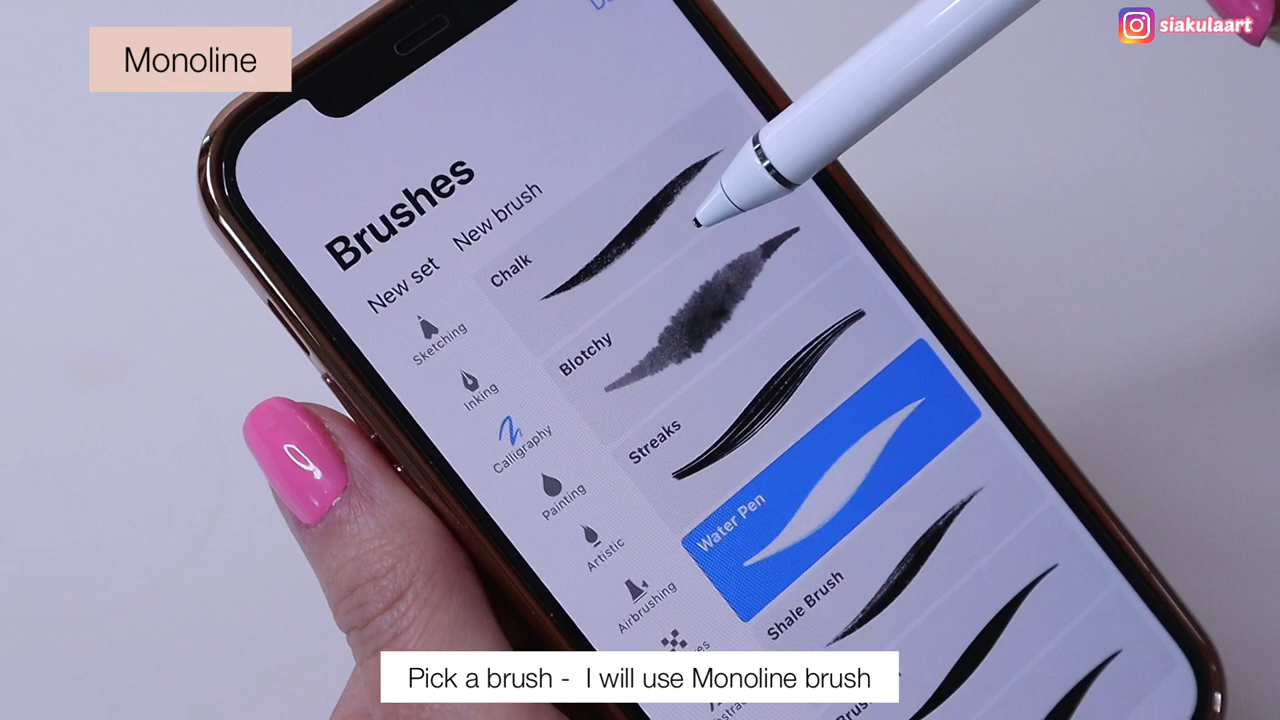 Monoline
siakulaart
Brushes
New set
New brush
Sketching
Inking
Calligraphy
Painting
Artistic
Airbrushing
Chalk
Blotchy
Streaks
Water Pen
Shale Brush
Pick a brush - I will use Monoline brush